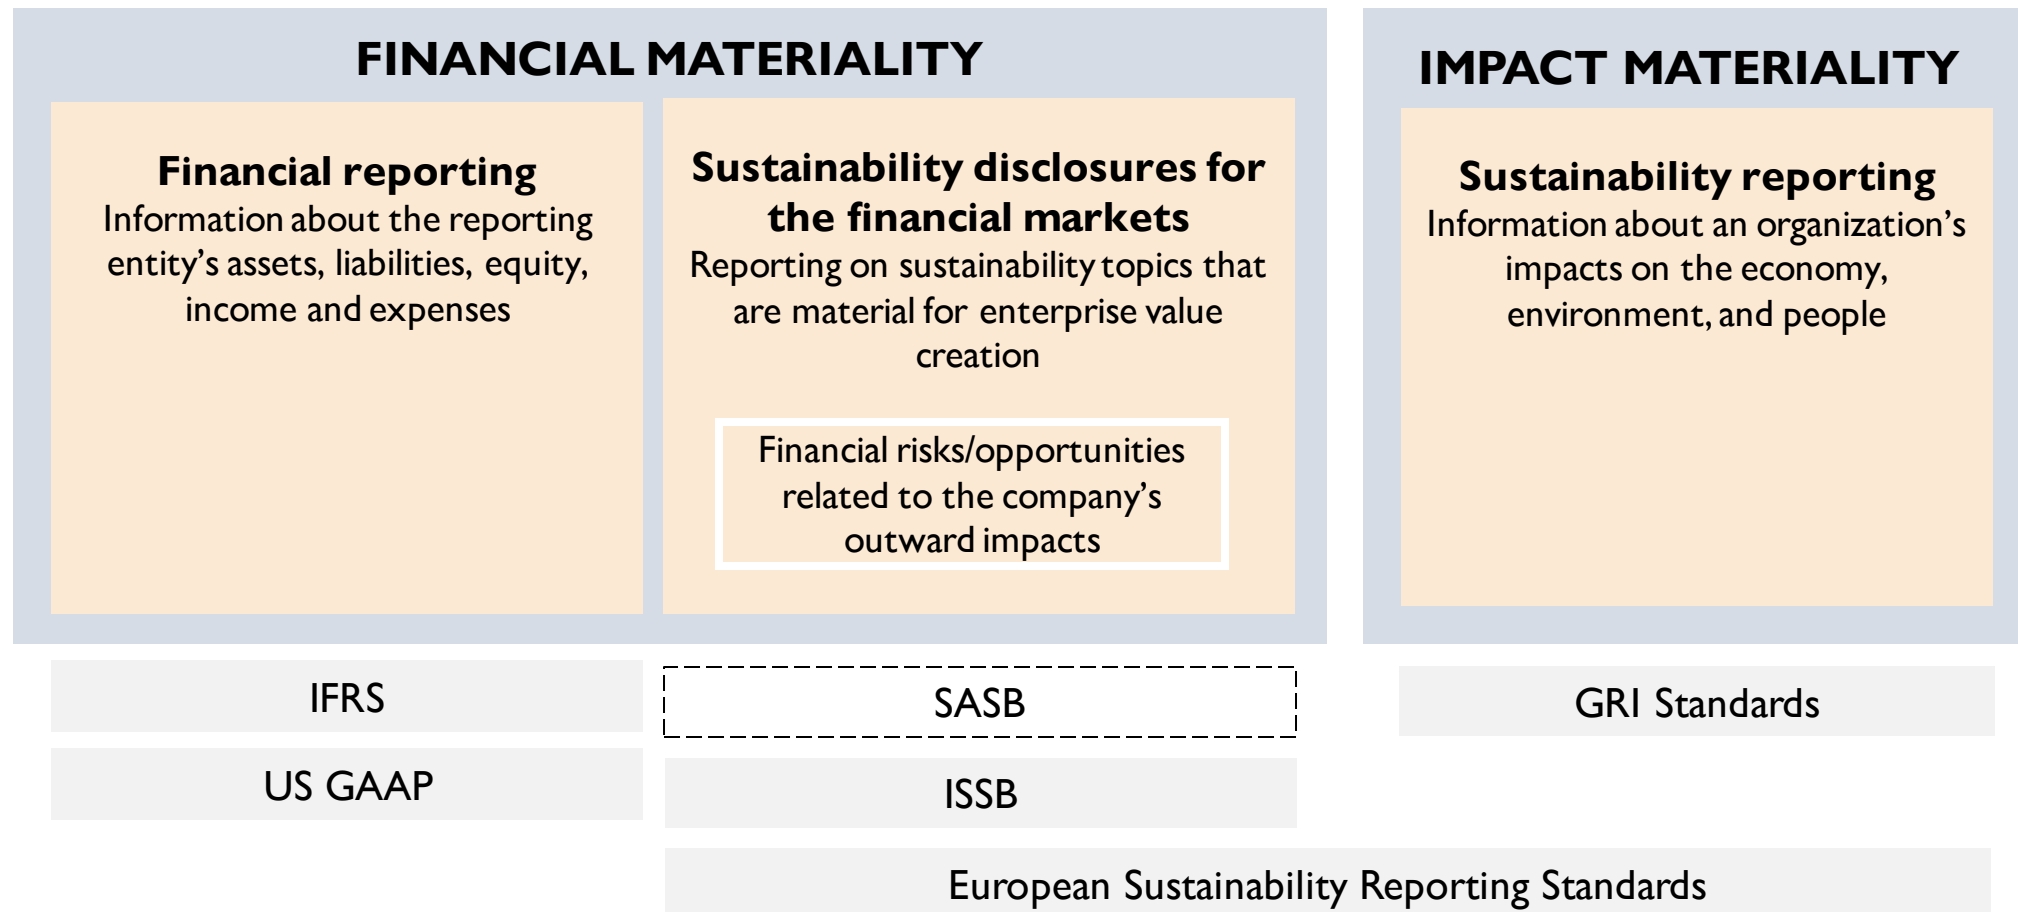 FINANCIAL MATERIALITY
Financial reporting
Information about the reporting
entity’s assets, liabilities, equity,
income and expenses
Sustainability disclosures for
the financial markets
Reporting on sustainability topics that
are material for enterprise value
creation
Financial risks/opportunities
related to the company’s
outward impacts
IMPACT MATERIALITY
Sustainability reporting
Information about an organization’s
impacts on the economy,
environment, and people
IFRS
SASB
GRI Standards
US GAAP
ISSB
European Sustainability Reporting Standards